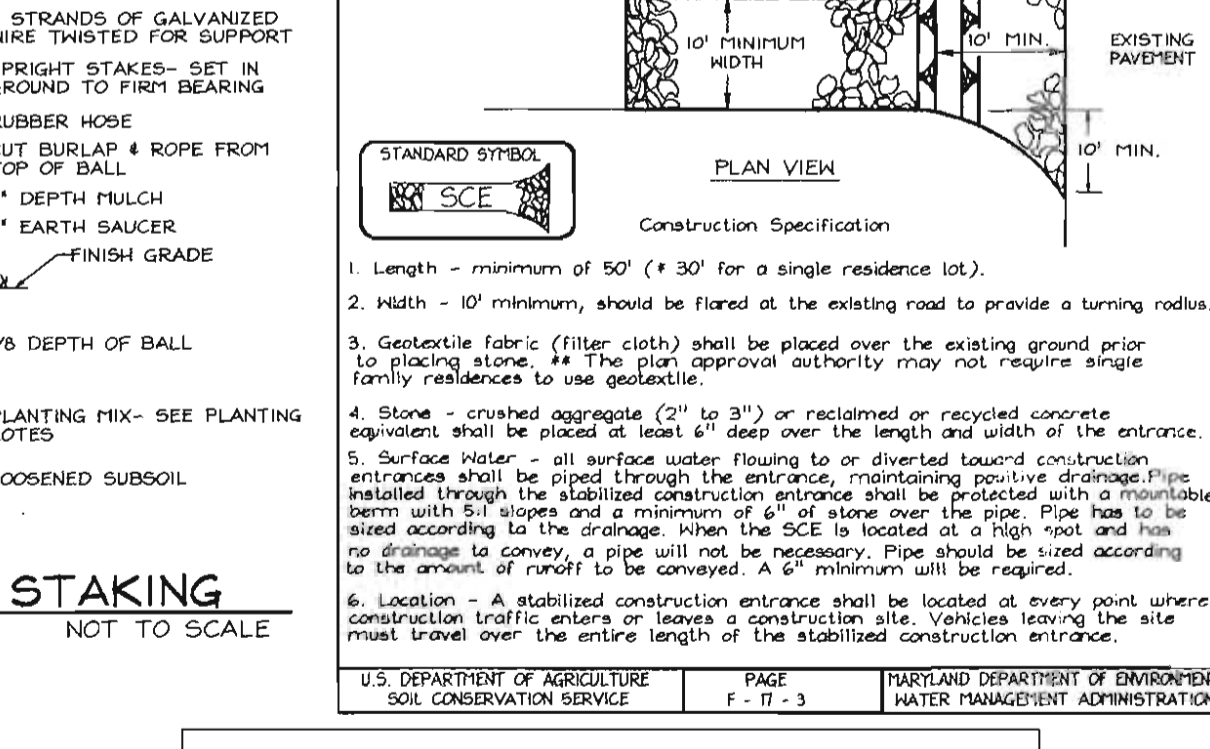 STRANDS OF GALVANIZED
WIRE TWISTED FOR SUPPORT
PRIGHT STAKES- SET IN
ROUND TO FIRM BEARING
RUBBER HOSE
CUT BURLAP & ROPE FROM
TOP OF BALL
" DEPTH MULCH
" EARTH SAUCER
FINISH GRADE
/8 DEPTH OF BALL
PLANTING MIX- SEE PLANTING
NOTES
OOSENED SUBSOIL
STAKING
NOT TO SCALE
10' MINIMUM
WIDTH
10' MIN.
EXISTING
PAVEMENT
10' MIN.
STANDARD SYMBOL
SCE
PLAN VIEW
Construction Specification
1. Length - minimum of 50' (* 30' for a single residence lot).
2. Width - 10' minimum, should be flared at the existing road to provide a turning radius.
3. Geotextile fabric (filter cloth) shall be placed over the existing ground prior
to placing stone. ** The plan approval authority may not require single
family residences to use geotextile.
4. Stone - crushed aggregate (2" to 3") or reclaimed or recycled concrete
equivalent shall be placed at least 6" deep over the length and width of the entrance.
5. Surface Water - all surface water flowing to or diverted toward construction
entrances shall be piped through the entrance, maintaining positive drainage. Pipe
installed through the stabilized construction entrance shall be protected with a mountable
berm with 5:1 slopes and a minimum of 6" of stone over the pipe. Pipe has to be
sized according to the drainage. When the SCE is located at a high spot and has
no drainage to convey, a pipe will not be necessary. Pipe should be sized according
to the amount of runoff to be conveyed. A 6" minimum will be required.
6. Location - A stabilized construction entrance shall be located at every point where
construction traffic enters or leaves a construction site. Vehicles leaving the site
must travel over the entire length of the stabilized construction entrance.
U.S. DEPARTMENT OF AGRICULTURE
SOIL CONSERVATION SERVICE
PAGE
F - 17 - 3
MARYLAND DEPARTMENT OF ENVIRONMEN
WATER MANAGEMENT ADMINISTRATION